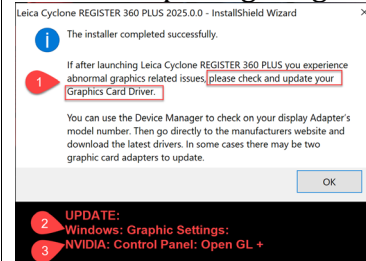 Leica Cyclone REGISTER 360 PLUS 2025.0.0 - InstallShield Wizard
The installer completed successfully.
If after launching Leica Cyclone REGISTER 360 PLUS you experience
abnormal graphics related issues, please check and update your
1
Graphics Card Driver.
You can use the Device Manager to check on your display Adapter's
model number. Then go directly to the manufacturers website and
download the latest drivers. In some cases there may be two
graphic card adapters to update.
OK
UPDATE:
2 Windows: Graphic Settings:
3 NVIDIA: Control Panel: Open GL +